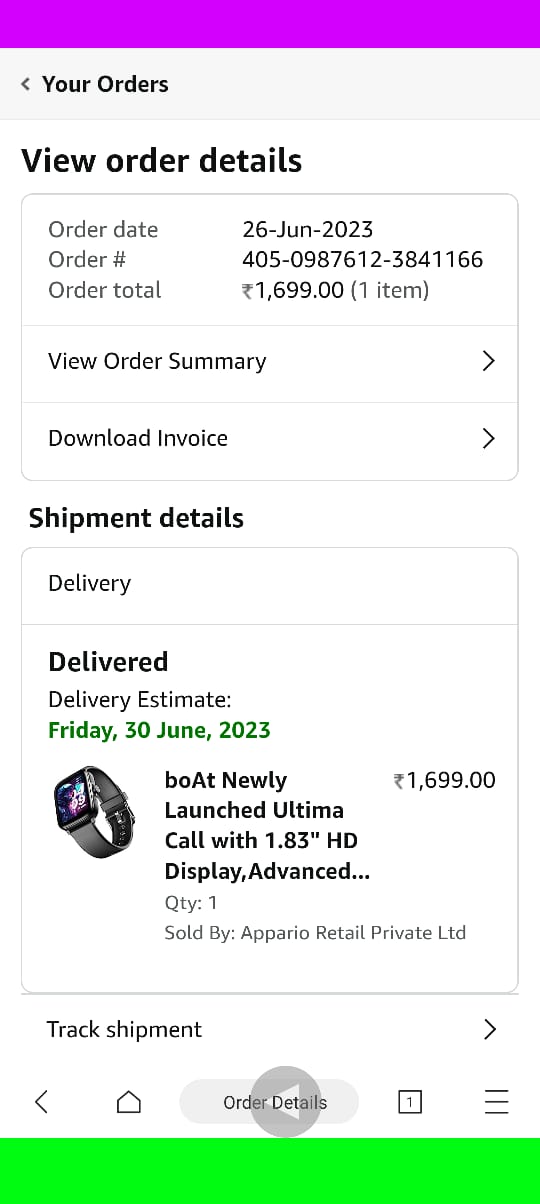 Your Orders
View order details
Order date 26-Jun-2023
Order # 405-0987612-3841166
Order total ₹1,699.00 (1 item)
View Order Summary
Download Invoice
Shipment details
Delivery
Delivered
Delivery Estimate:
Friday, 30 June, 2023
boAt Newly ₹1,699.00
Launched Ultima
Call with 1.83" HD
Display,Advanced...
Qty: 1
Sold By: Appario Retail Private Ltd
Track shipment
Order Details
1